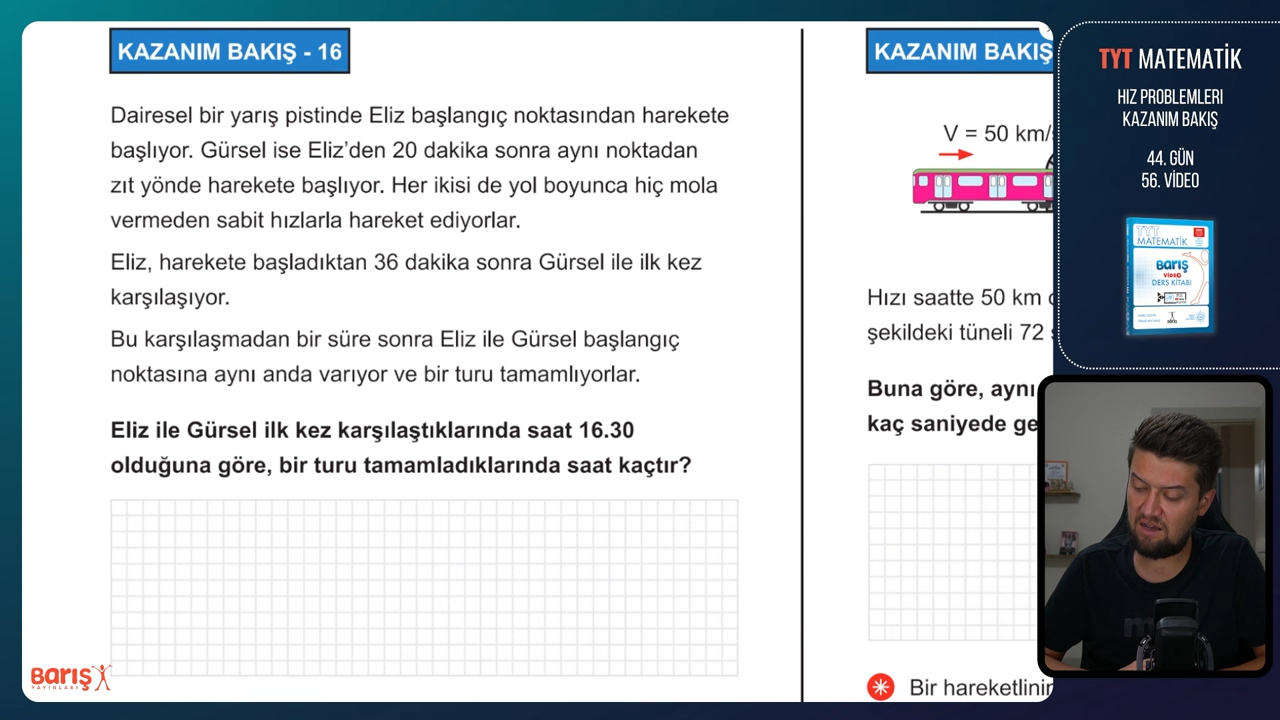 KAZANIM BAKIŞ - 16
Dairesel bir yarış pistinde Eliz başlangıç noktasından harekete
başlıyor. Gürsel ise Eliz’den 20 dakika sonra aynı noktadan
zıt yönde harekete başlıyor. Her ikisi de yol boyunca hiç mola
vermeden sabit hızlarla hareket ediyorlar.
Eliz, harekete başladıktan 36 dakika sonra Gürsel ile ilk kez
karşılaşıyor.
Bu karşılaşmadan bir süre sonra Eliz ile Gürsel başlangıç
noktasına aynı anda varıyor ve bir turu tamamlıyorlar.
Eliz ile Gürsel ilk kez karşılaştıklarında saat 16.30
olduğuna göre, bir turu tamamladıklarında saat kaçtır?
BARIŞ
YAYINLARI
KAZANIM BAKIŞ
V = 50 km/
Hızı saatte 50 km
şekildeki tüneli 72
Buna göre, aynı
kaç saniyede ge
Bir hareketlinin
TYT MATEMATİK
HIZ PROBLEMLERI
KAZANIM BAKIŞ
44. GÜN
56. VİDEO
TYT
MATEMATİK
BARIŞ
VİDEO
DERS KİTABI